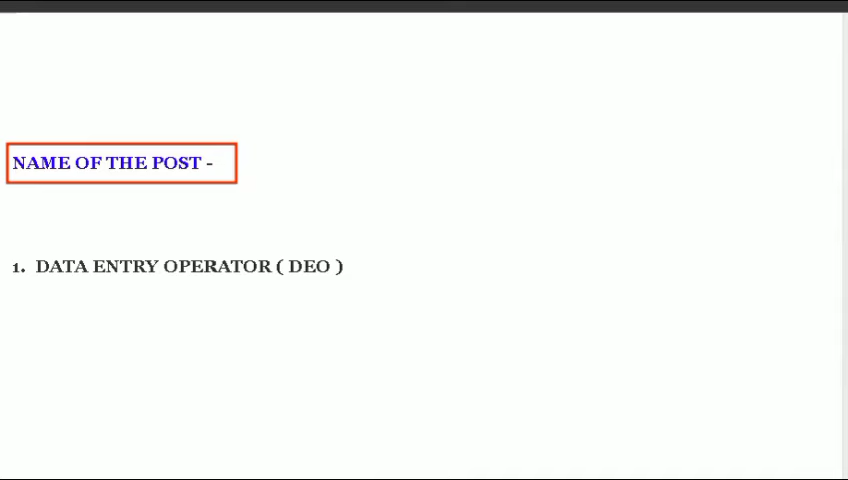 NAME OF THE POST -
1. DATA ENTRY OPERATOR ( DEO )